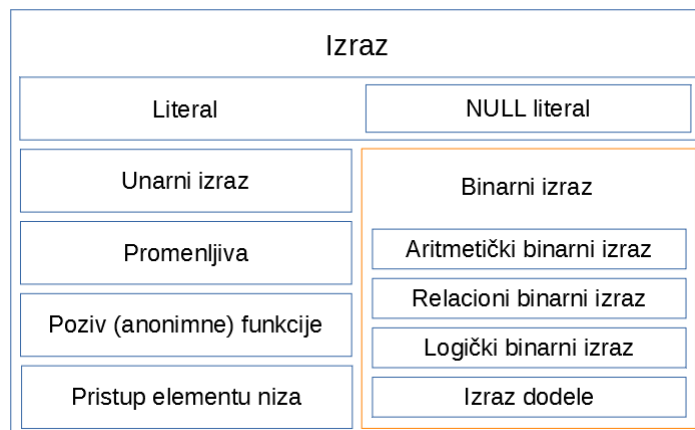 Izraz
Literal
NULL literal
Unarni izraz
Promenljiva
Poziv (anonimne) funkcije
Pristup elementu niza
Binarni izraz
Aritmetički binarni izraz
Relacioni binarni izraz
Logički binarni izraz
Izraz dodele